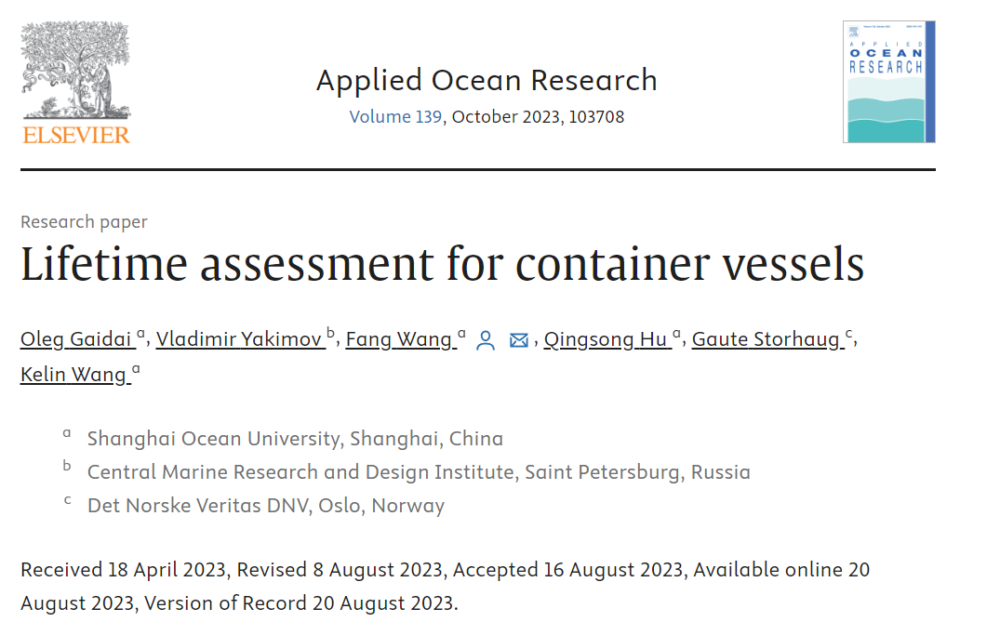 ELSEVIER
Applied Ocean Research
Volume 139, October 2023, 103708
APPLIED
OCEAN
RESEARCH
Research paper
Lifetime assessment for container vessels
Oleg Gaidai a, Vladimir Yakimov b, Fang Wang a, Qingsong Hu a, Gaute Storhaug c,
Kelin Wang a
a Shanghai Ocean University, Shanghai, China
b Central Marine Research and Design Institute, Saint Petersburg, Russia
c Det Norske Veritas DNV, Oslo, Norway
Received 18 April 2023, Revised 8 August 2023, Accepted 16 August 2023, Available online 20
August 2023, Version of Record 20 August 2023.